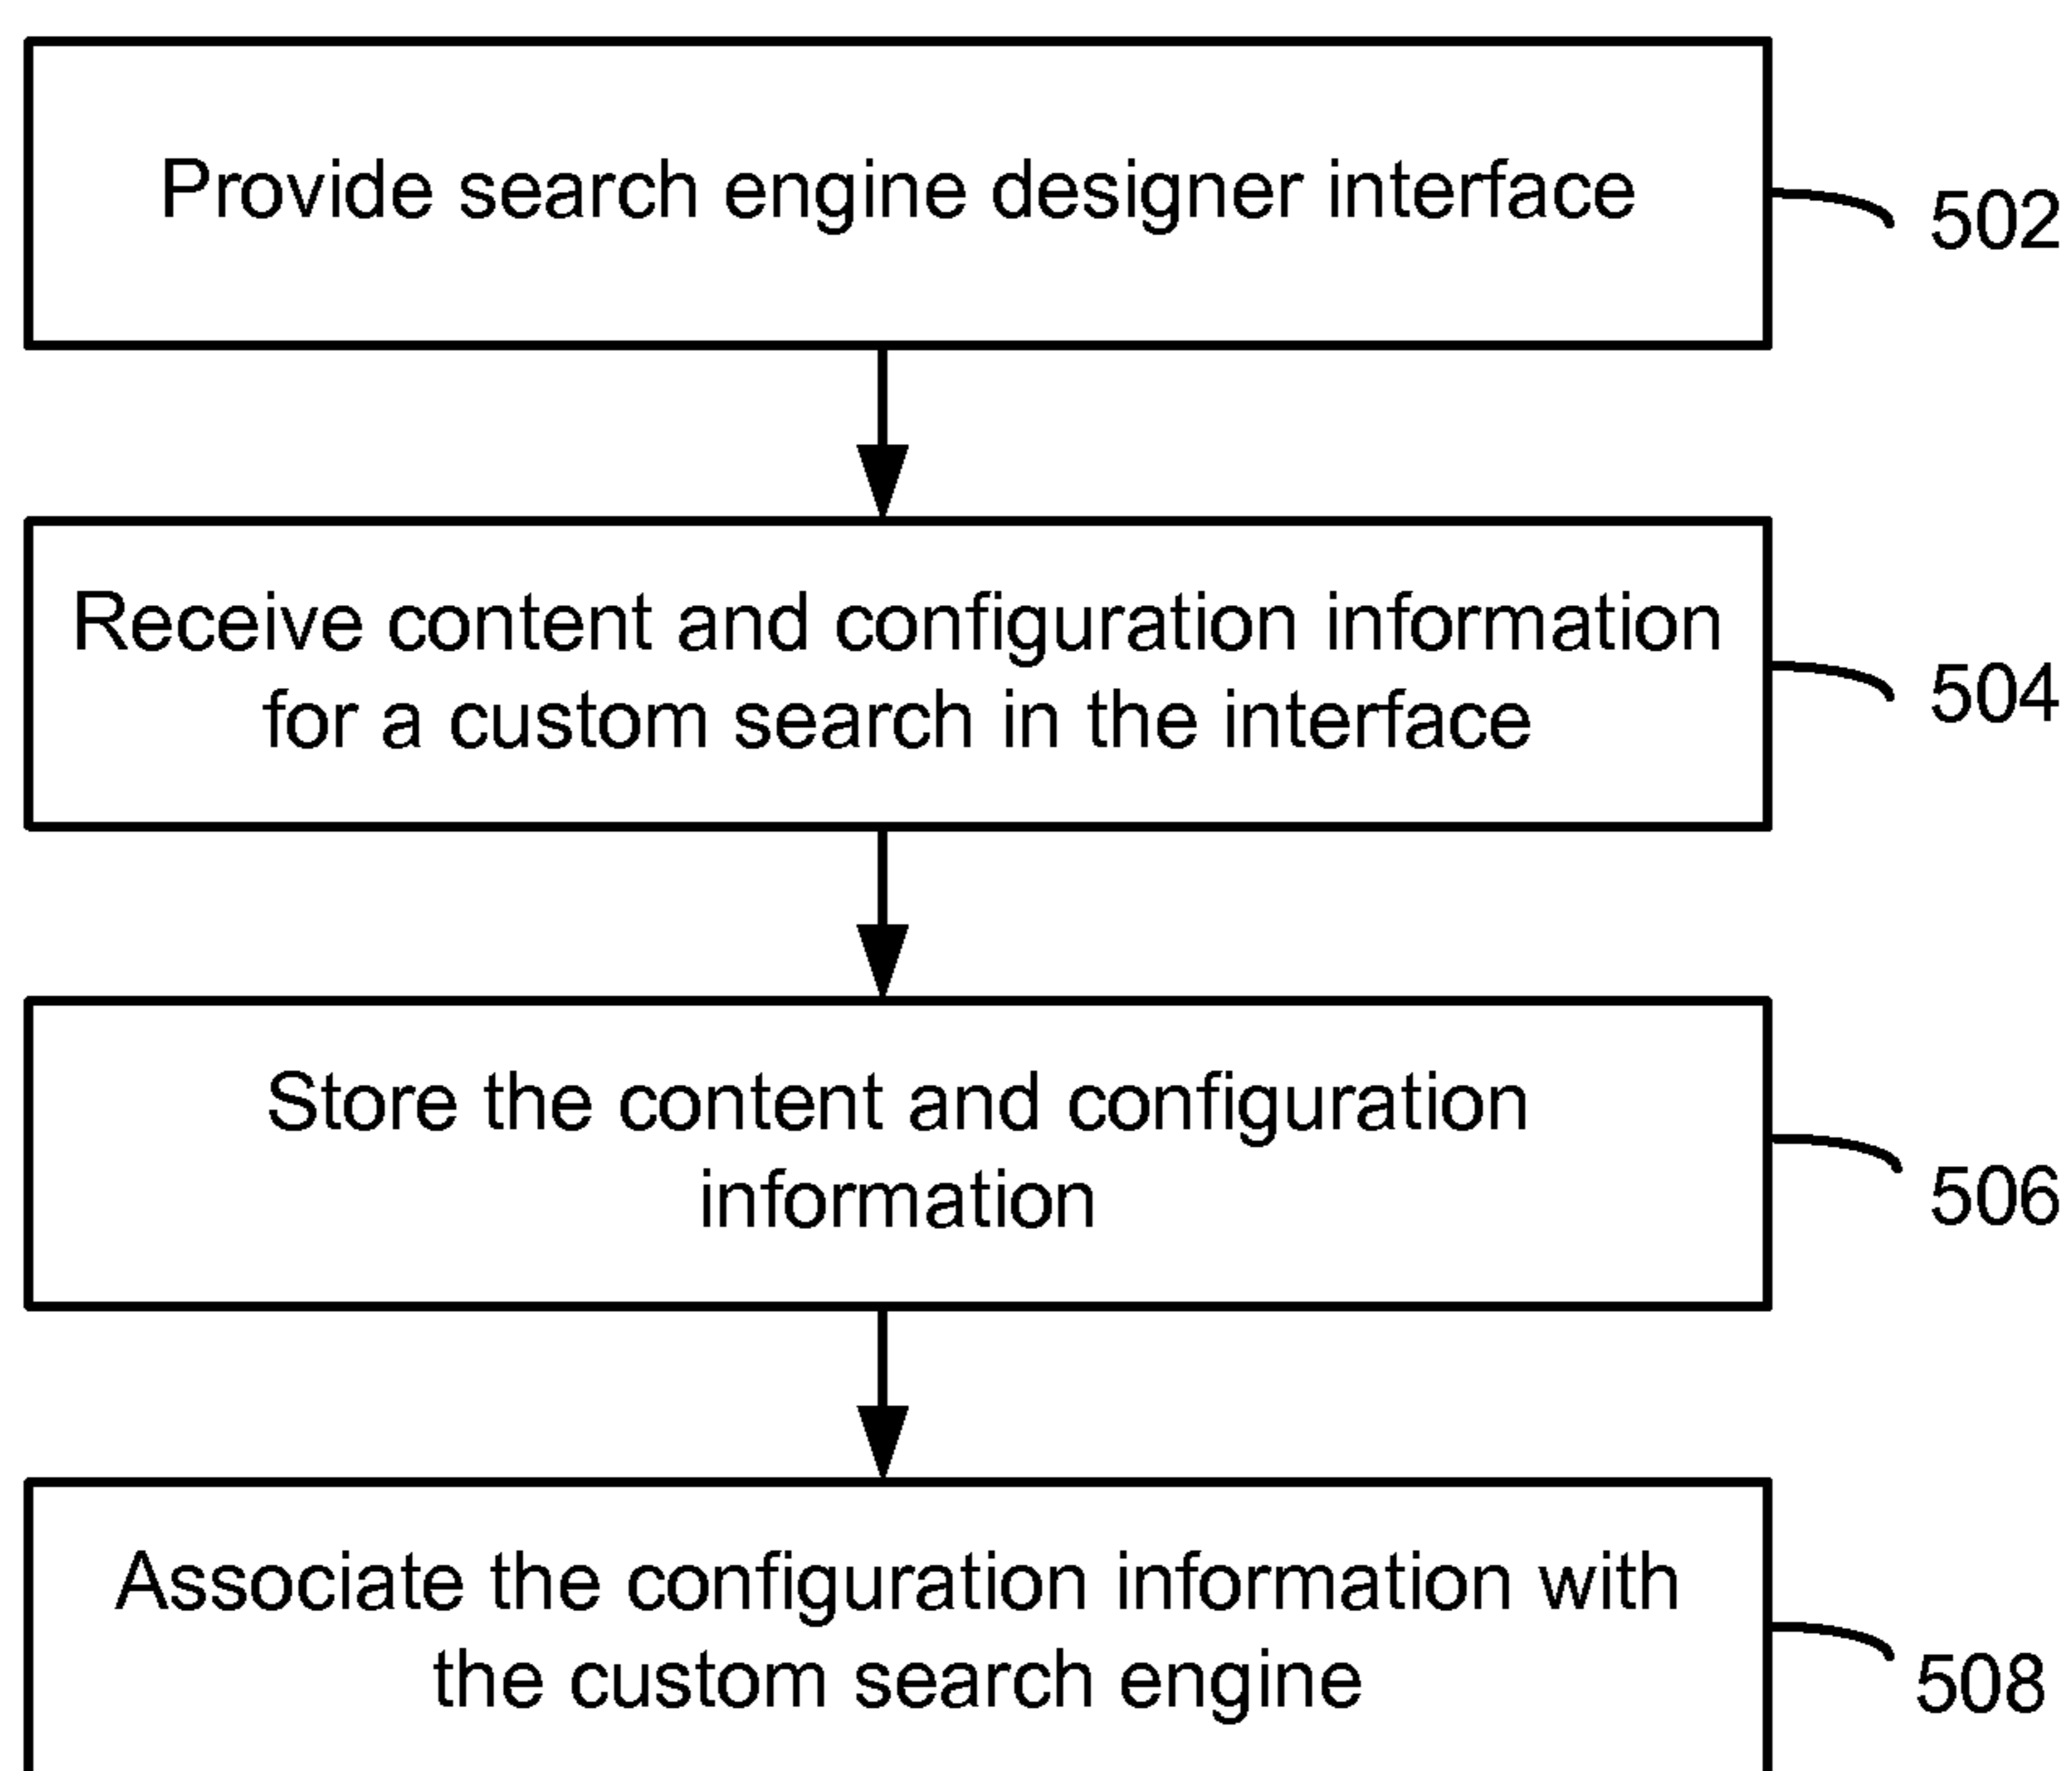 Provide search engine designer interface
502
Receive content and configuration information
for a custom search in the interface
504
Store the content and configuration
information
506
Associate the configuration information with
the custom search engine
508